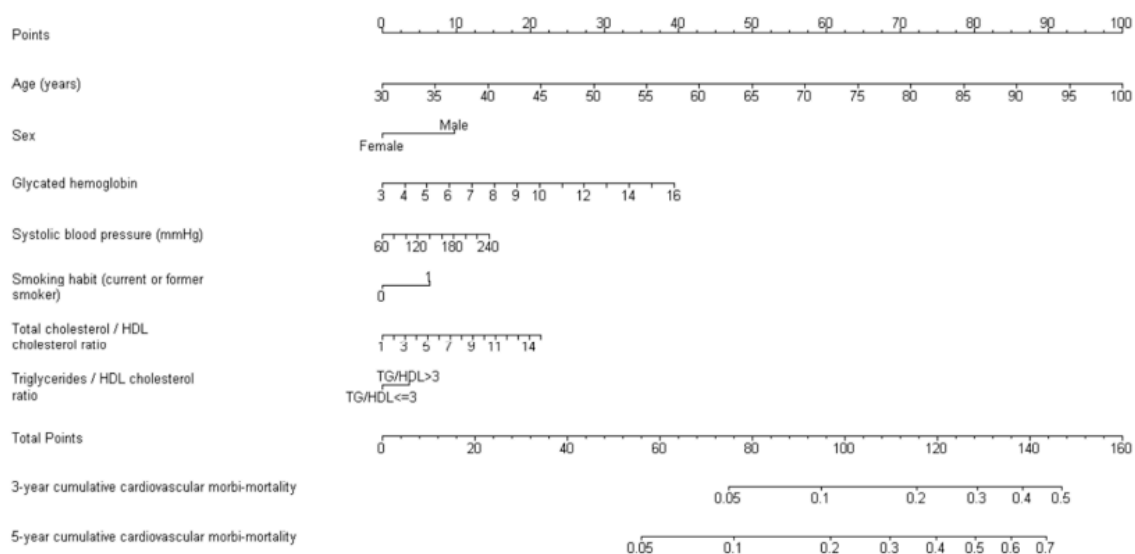 Points
0 10 20 30 40 50 60 70 80 90 100
Age (years)
30 35 40 45 50 55 60 65 70 75 80 85 90 95 100
Male
Sex
Female
Glycated hemoglobin
3 4 5 6 7 8 9 10 12 14 16
Systolic blood pressure (mmHg)
60 120 180 240
Smoking habit (current or former
smoker)
1
0
Total cholesterol / HDL
cholesterol ratio
1 3 5 7 9 11 14
Triglycerides / HDL cholesterol
ratio
TG/HDL>3
TG/HDL<=3
Total Points
0 20 40 60 80 100 120 140 160
3-year cumulative cardiovascular morbi-mortality
0.05 0.1 0.2 0.3 0.4 0.5
5-year cumulative cardiovascular morbi-mortality
0.05 0.1 0.2 0.3 0.4 0.5 0.6 0.7